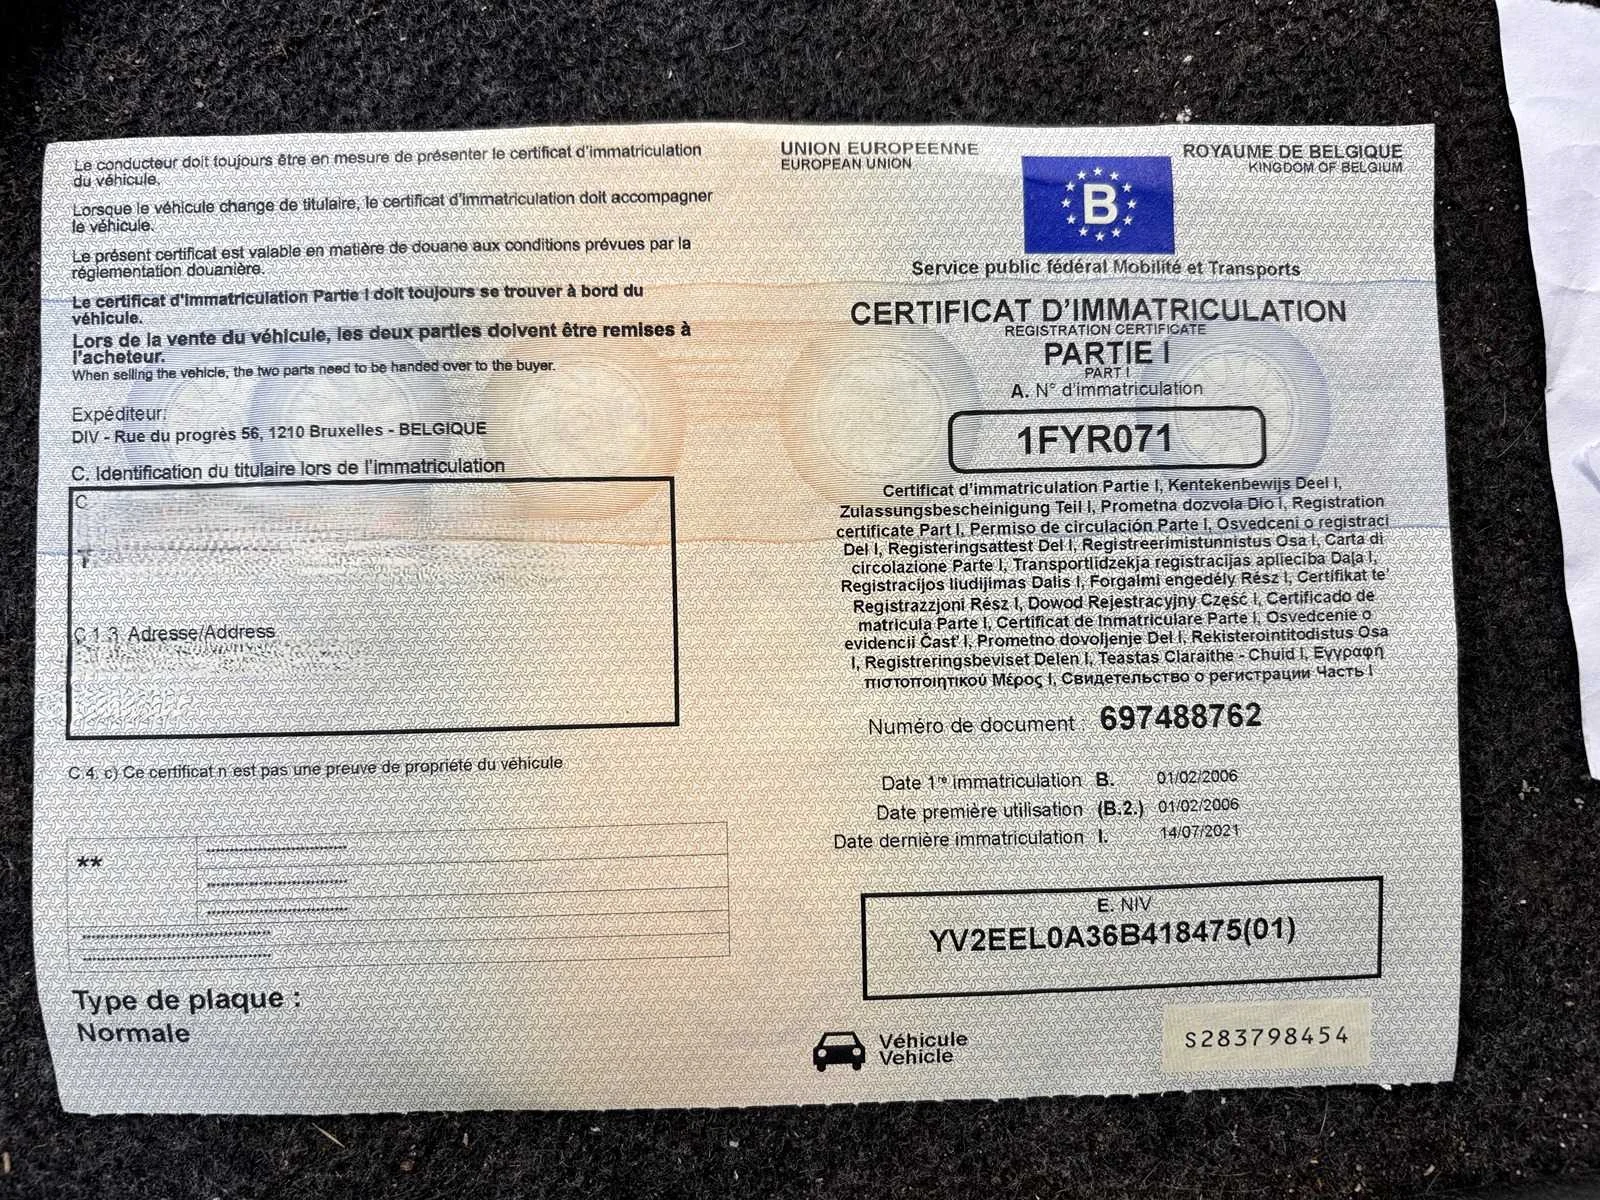 Le conducteur doit toujours être en mesure de présenter le certificat d'immatriculation
du véhicule.
Lorsque le véhicule change de titulaire, le certificat d'immatriculation doit accompagner
le véhicule.
Le présent certificat est valable en matière de douane aux conditions prévues par la
réglementation douanière.
Le certificat d'immatriculation Partie I doit toujours se trouver à bord du
véhicule.
Lors de la vente du véhicule, les deux parties doivent être remises à
l'acheteur.
When selling the vehicle, the two parts need to be handed over to the buyer.
Expéditeur:
DIV - Rue du progrès 56, 1210 Bruxelles - BELGIQUE
C. Identification du titulaire lors de l'immatriculation
C
C 1.3 Adresse/Address
C 4. c) Ce certificat n'est pas une preuve de propriété du véhicule
**
Type de plaque :
Normale
UNION EUROPEENNE
EUROPEAN UNION
B
ROYAUME DE BELGIQUE
KINGDOM OF BELGIUM
Service public fédéral Mobilité et Transports
CERTIFICAT D'IMMATRICULATION
REGISTRATION CERTIFICATE
PARTIE I
PART I
A. N° d'immatriculation
1FYR071
Certificat d'immatriculation Partie I, Kentekenbewijs Deel I,
Zulassungsbescheinigung Teil I, Prometna dozvola Dio I, Registration
certificate Part I, Permiso de circulación Parte I, Osvedceni o registraci
Del I, Registeringsattest Del I, Registreerimistunnistus Osa I, Carta di
circolazione Parte I, Transportlidzekja registracijas apliecība Daļa I,
Registracijos liudijimas Dalis I, Forgalmi engedély Rész I, Certifikat te'
Registrazzjoni Rész I, Dowod Rejestracyjny Część I, Certificado de
matricula Parte I, Certificat de Inmatriculare Parte I, Osvedcenie o
evidencii Čast' I, Prometno dovoljenje Del I, Rekisterointitodistus Osa
I, Registreringsbeviset Delen I, Teastas Claraithe - Chuid I, Εγγραφή
πιστοποιητικού Μέρος I, Свидетельство о регистрации Часть I
Numéro de document : 697488762
Date 1re immatriculation B. 01/02/2006
Date première utilisation (B.2.) 01/02/2006
Date dernière immatriculation I. 14/07/2021
E. NIV
YV2EEL0A36B418475(01)
Véhicule
Vehicle
S283798454